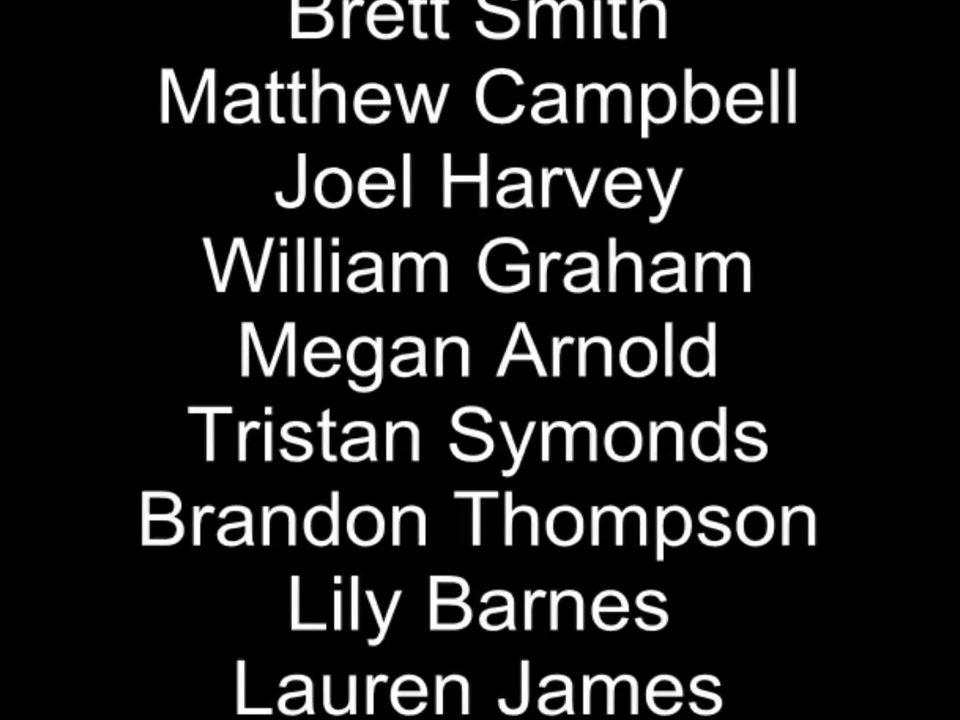 Brett Smith
Matthew Campbell
Joel Harvey
William Graham
Megan Arnold
Tristan Symonds
Brandon Thompson
Lily Barnes
Lauren James